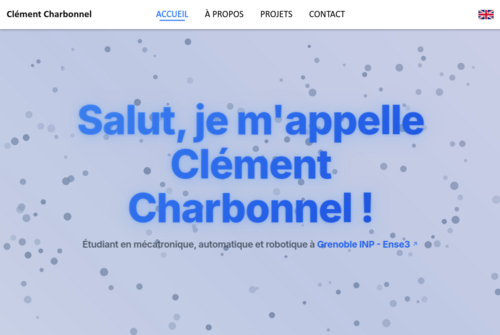 Clément Charbonnel
ACCUEIL
À PROPOS
PROJETS
CONTACT
Salut, je m'appelle
Clément
Charbonnel !
Étudiant en mécatronique, automatique et robotique à Grenoble INP - Ense3 ↗